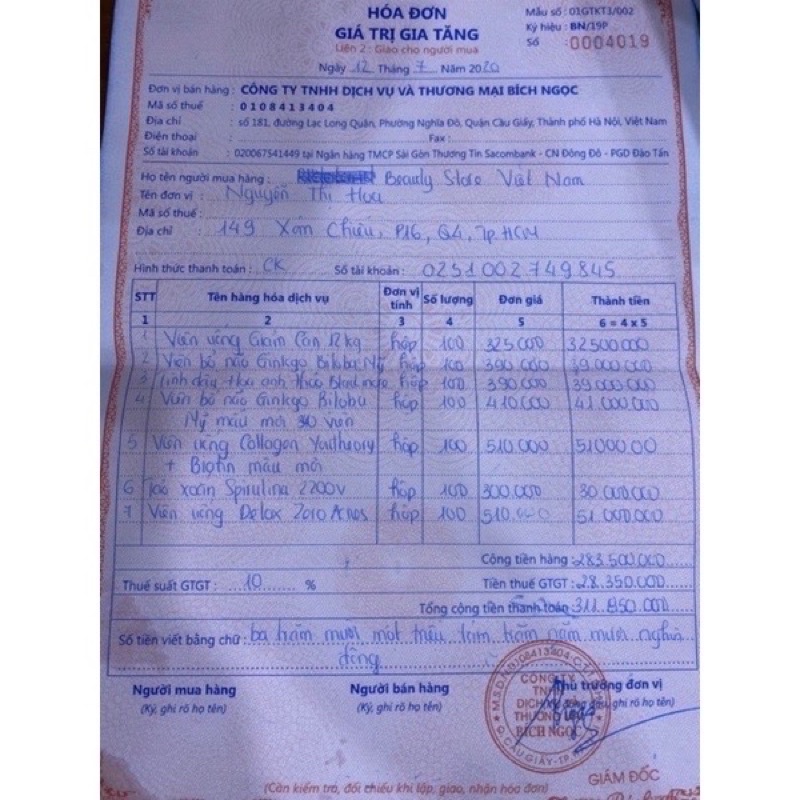 HÓA ĐƠN
GIÁ TRỊ GIA TĂNG
Liên 2 : Giao cho người mua
Ngày 12 Tháng 7 Năm 2020
Mẫu số : 01GTKT3/002
Ký hiệu : BN/19P
Số : 0004019
Đơn vị bán hàng : CÔNG TY TNHH DỊCH VỤ VÀ THƯƠNG MẠI BÍCH NGỌC
Mã số thuế : 0108413404
Địa chỉ : số 181, đường Lạc Long Quân, Phường Nghĩa Đô, Quận Cầu Giấy, Thành phố Hà Nội, Việt Nam
Điện thoại : Fax :
Số tài khoản : 020067541449 tại Ngân hàng TMCP Sài Gòn Thương Tín Sacombank - CN Đông Đô - PGD Đào Tấn
Họ tên người mua hàng : Beauty Store Việt Nam
Tên đơn vị : Nguyễn Thị Hoa
Mã số thuế :
Địa chỉ : 149 Xóm Chiếu, P16, Q4, Tp HCM
Hình thức thanh toán : CK Số tài khoản : 0251002749845
STT Tên hàng hóa dịch vụ Đơn vị tính Số lượng Đơn giá Thành tiền
1 2 3 4 5 6 = 4 x 5
1 Viên uống Giảm Cân 12kg hộp 100 325.000 32500000
2 Viên bổ não Ginkgo Biloba Mỹ hộp 100 390.000 39.000.000
3 Tinh dầu Hoa anh thảo hộp 100 390.000 39.000.000
4 Viên bổ não Ginkgo Biloba hộp 100 410.000 41.000.000
Mỹ mẫu mới 30 viên
5 Viên uống Collagen Youtheory hộp 100 510.000 51000.00
+ Biotin mẫu mới
6 Tảo xoắn Spirulina 2200v hộp 100 300.000 30.000.000
7 Viên uống Detox Zero Acnes hộp 100 510.000 51.000.000
Cộng tiền hàng : 283.500.000
Thuế suất GTGT : 10 % Tiền thuế GTGT : 28.350.000
Tổng cộng tiền thanh toán : 311.850.000
Số tiền viết bằng chữ : ba trăm mười một triệu tám trăm năm mươi nghìn
đồng
Người mua hàng Người bán hàng Thủ trưởng đơn vị
(Ký, ghi rõ họ tên) (Ký, ghi rõ họ tên) (Ký, đóng dấu, ghi rõ họ tên)
CÔNG TY
TNHH
DỊCH VỤ
THƯƠNG MẠI
BÍCH NGỌC
GIÁM ĐỐC
(Cần kiểm tra, đối chiếu khi lập, giao, nhận hóa đơn)